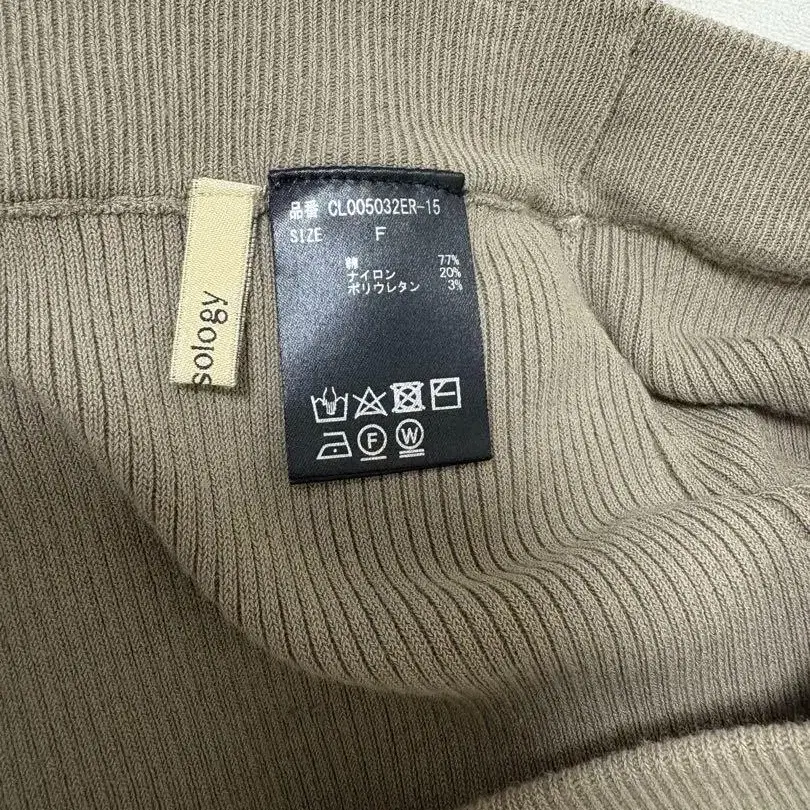 sology
品番 CL005032ER-15
SIZE F
綿 77%
ナイロン 20%
ポリウレタン 3%
F W